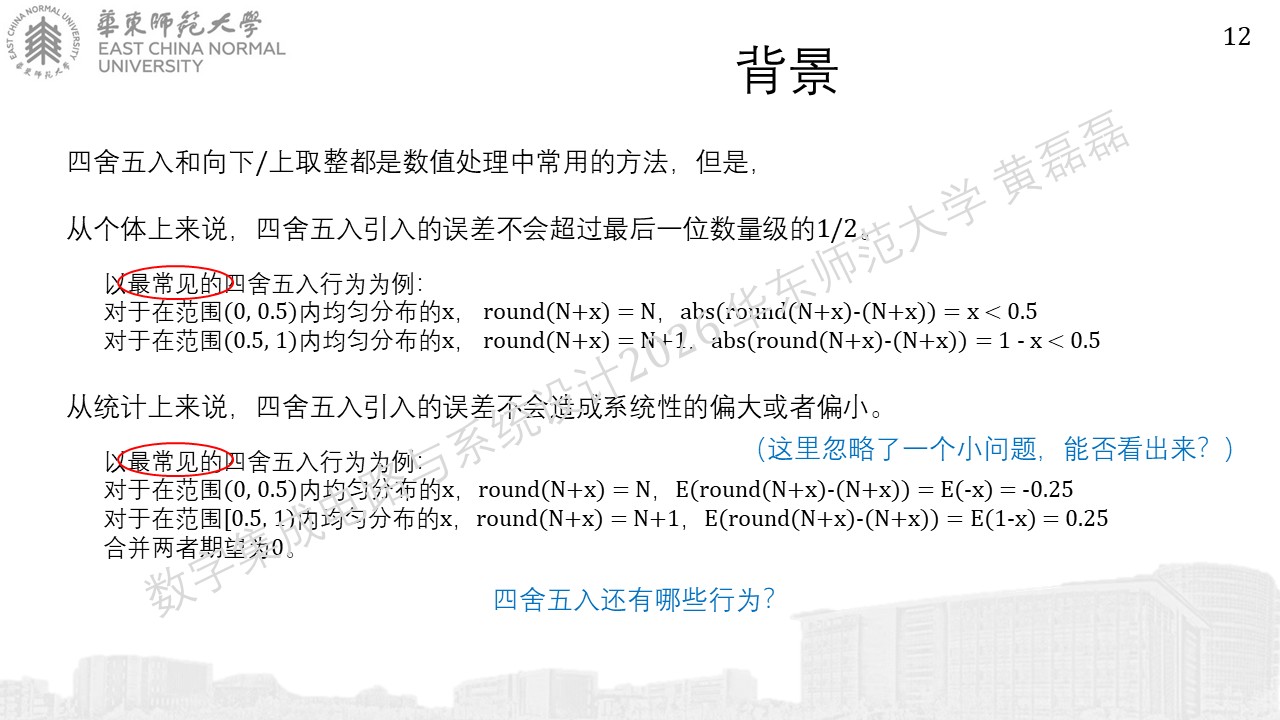 EAST CHINA NORMAL UNIVERSITY
華東師范大学
華東師范大學
EAST CHINA NORMAL
UNIVERSITY
12
背景
四舍五入和向下/上取整都是数值处理中常用的方法，但是，
从个体上来说，四舍五入引入的误差不会超过最后一位数量级的1/2。
以最常见的四舍五入行为为例：
对于在范围(0, 0.5)内均匀分布的x， round(N+x) = N，abs(round(N+x)-(N+x)) = x < 0.5
对于在范围(0.5, 1)内均匀分布的x， round(N+x) = N+1，abs(round(N+x)-(N+x)) = 1 - x < 0.5
从统计上来说，四舍五入引入的误差不会造成系统性的偏大或者偏小。
（这里忽略了一个小问题，能否看出来？）
以最常见的四舍五入行为为例：
对于在范围(0, 0.5)内均匀分布的x，round(N+x) = N，E(round(N+x)-(N+x)) = E(-x) = -0.25
对于在范围[0.5, 1)内均匀分布的x，round(N+x) = N+1，E(round(N+x)-(N+x)) = E(1-x) = 0.25
合并两者期望为0。
四舍五入还有哪些行为？
数字集成电路与系统设计2026 华东师范大学 黄磊磊